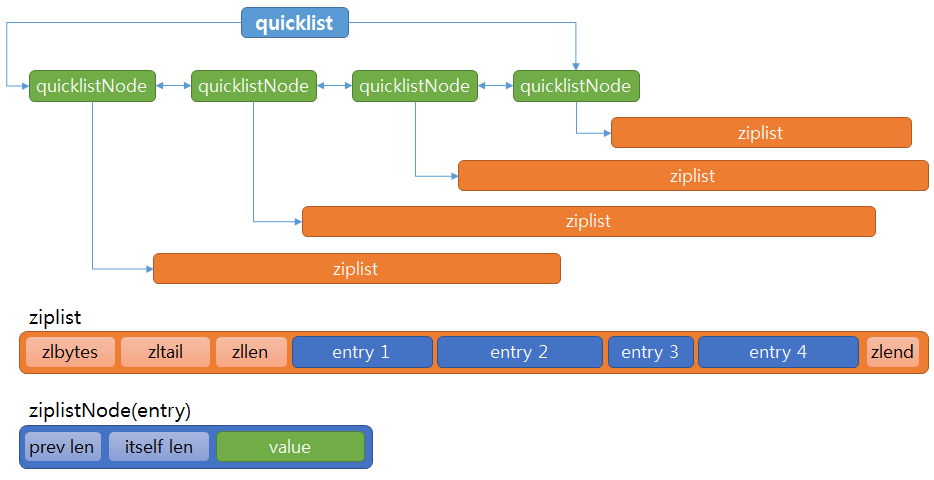 quicklist
quicklistNode quicklistNode quicklistNode quicklistNode
ziplist
ziplist
ziplist
ziplist
ziplist
zlbytes zltail zllen entry 1 entry 2 entry 3 entry 4 zlend
ziplistNode(entry)
prev len itself len value